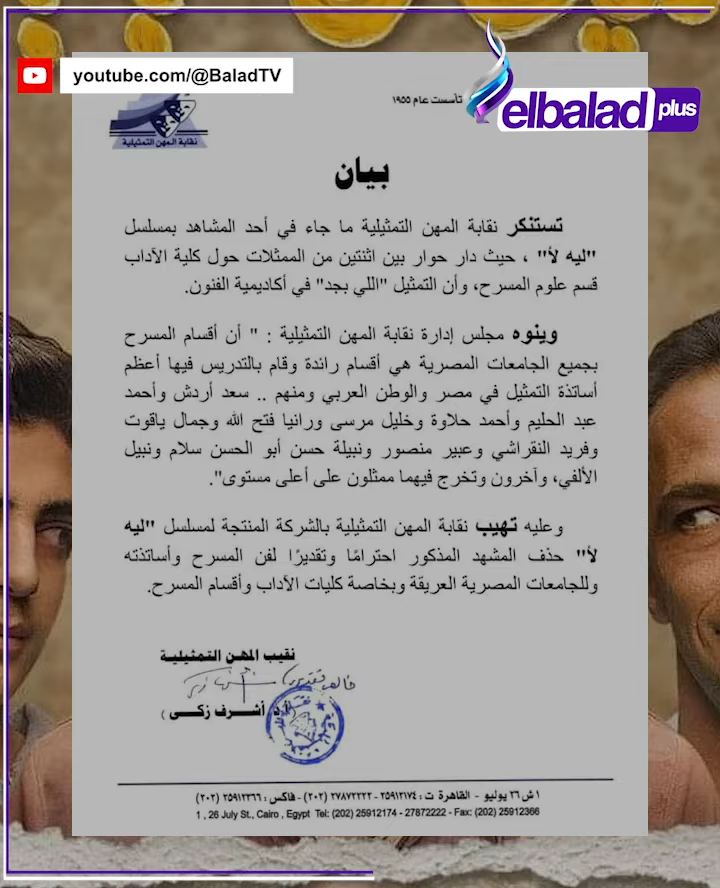 youtube.com/@BaladTV
elbalad plus
تأسست عام ١٩٥٥
نقابة المهن التمثيلية
بيان
تستنكر نقابة المهن التمثيلية ما جاء في أحد المشاهد بمسلسل
"ليه لأ" ، حيث دار حوار بين اثنتين من الممثلات حول كلية الآداب
قسم علوم المسرح، وأن التمثيل "اللي بجد" في أكاديمية الفنون.
وينوه مجلس إدارة نقابة المهن التمثيلية : " أن أقسام المسرح
بجميع الجامعات المصرية هي أقسام رائدة وقام بالتدريس فيها أعظم
أساتذة التمثيل في مصر والوطن العربي ومنهم .. سعد أردش وأحمد
عبد الحليم وأحمد حلاوة وخليل مرسى ورانيا فتح الله وجمال ياقوت
وفريد النقراشي وعبير منصور ونبيلة حسن أبو الحسن سلام ونبيل
الألفي، وآخرون وتخرج فيهما ممثلون على أعلى مستوى".
وعليه تهيب نقابة المهن التمثيلية بالشركة المنتجة لمسلسل "ليه
لأ" حذف المشهد المذكور احترامًا وتقديرًا لفن المسرح وأساتذته
وللجامعات المصرية العريقة وبخاصة كليات الآداب وأقسام المسرح.
نقيب المهن التمثيلية
(أ.د. أشرف زكى)
١ ش ٢٦ يوليو - القاهرة ت : ٢٥٩١٢١٧٤ - ٢٧٨٧٢٢٢٢ (٢٠٢) - فاكس : ٢٥٩١٢٣٦٦ (٢٠٢)
1 , 26 July St., Cairo , Egypt Tel: (202) 25912174 - 27872222 - Fax: (202) 25912366